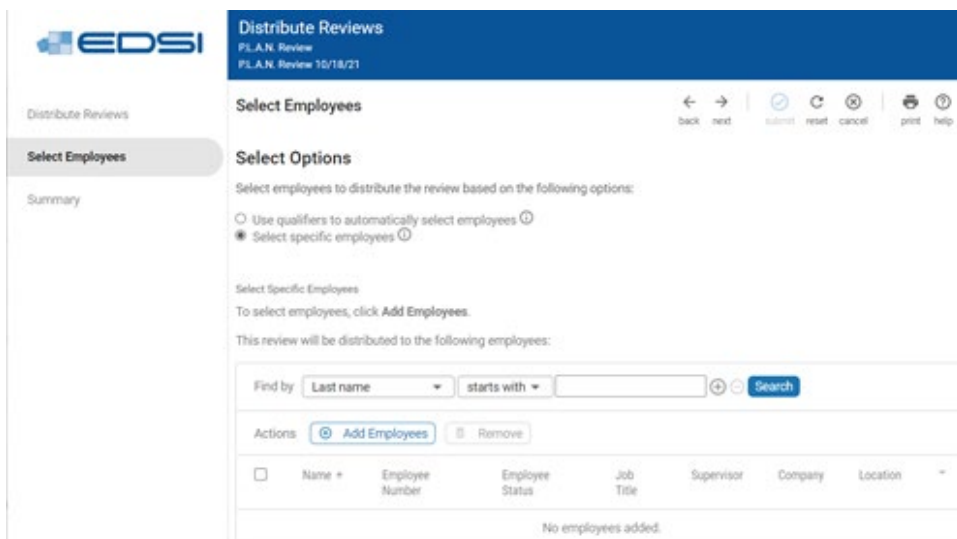 EDSI
Distribute Reviews
P.L.A.N. Review
P.L.A.N. Review 10/18/21
Distribute Reviews
Select Employees
Summary
Select Employees
back next submit reset cancel print help
Select Options
Select employees to distribute the review based on the following options:
Use qualifiers to automatically select employees
Select specific employees
Select Specific Employees
To select employees, click Add Employees.
This review will be distributed to the following employees:
Find by Last name starts with Search
Actions Add Employees Remove
Name Employee Number Employee Status Job Title Supervisor Company Location
No employees added.